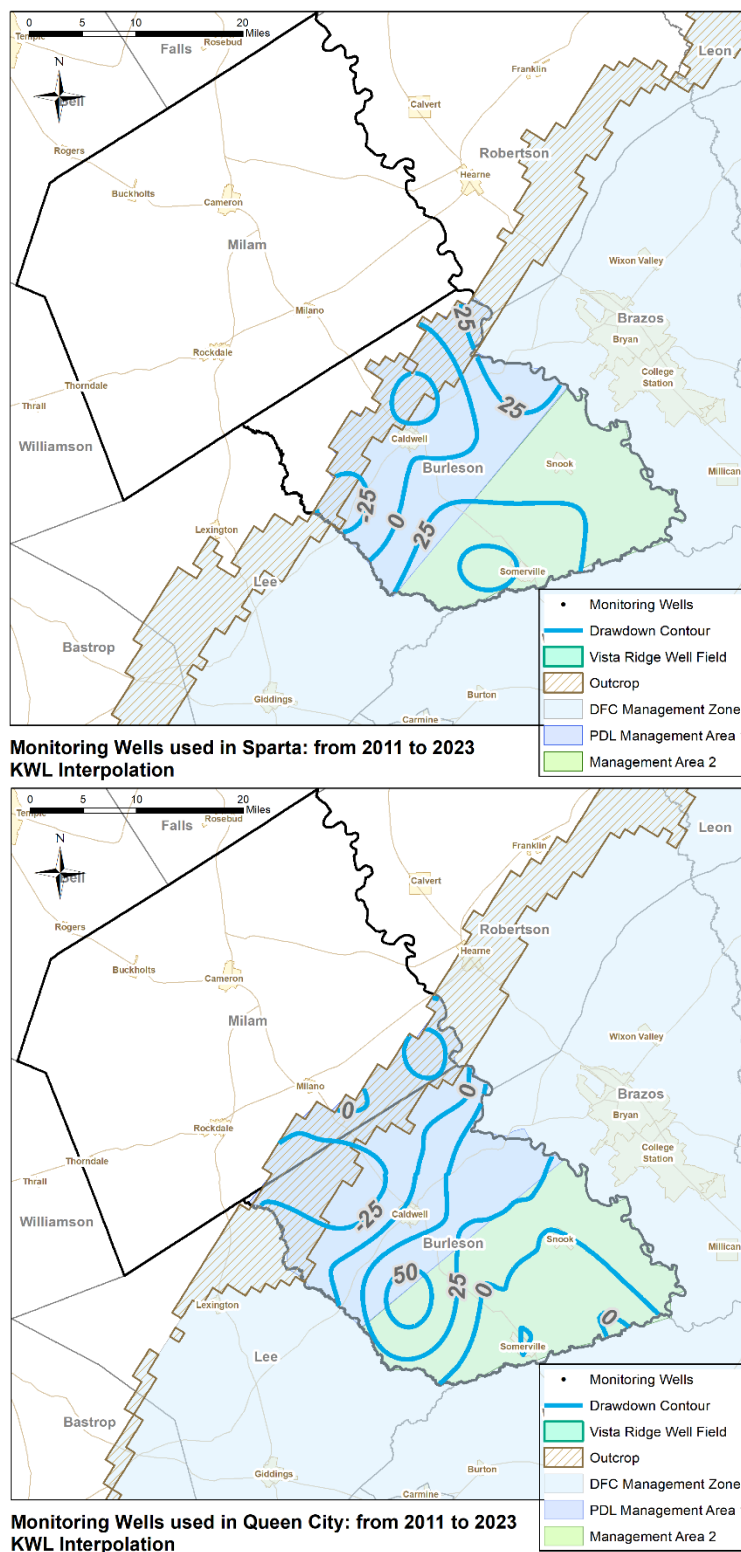 0 5 10 20
Miles
Temple
Falls
Rosebud
Leon
N
Bell
Franklin
Calvert
Rogers
Robertson
Buckholts
Cameron
Hearne
Milam
Wixon Valley
Milano
25
Brazos
Bryan
Rockdale
College
Station
Thorndale
Thrall
25
Williamson
Caldwell
Burleson
Snook
Millican
-25
0
25
Lexington
Lee
Somerville
Bastrop
Giddings
Burton
Carmine
Monitoring Wells
Drawdown Contour
Vista Ridge Well Field
Outcrop
DFC Management Zone
PDL Management Area
Management Area 2
Monitoring Wells used in Sparta: from 2011 to 2023
KWL Interpolation
0 5 10 20
Miles
Temple
Falls
Rosebud
Leon
N
Bell
Franklin
Calvert
Rogers
Robertson
Buckholts
Cameron
Hearne
Milam
Wixon Valley
Milano
0
0
Brazos
Bryan
Rockdale
College
Station
Thorndale
Thrall
Williamson
-25
Caldwell
Burleson
Snook
Millican
50
25
0
Lexington
0
Lee
Somerville
Bastrop
Giddings
Burton
Carmine
Monitoring Wells
Drawdown Contour
Vista Ridge Well Field
Outcrop
DFC Management Zone
PDL Management Area
Management Area 2
Monitoring Wells used in Queen City: from 2011 to 2023
KWL Interpolation